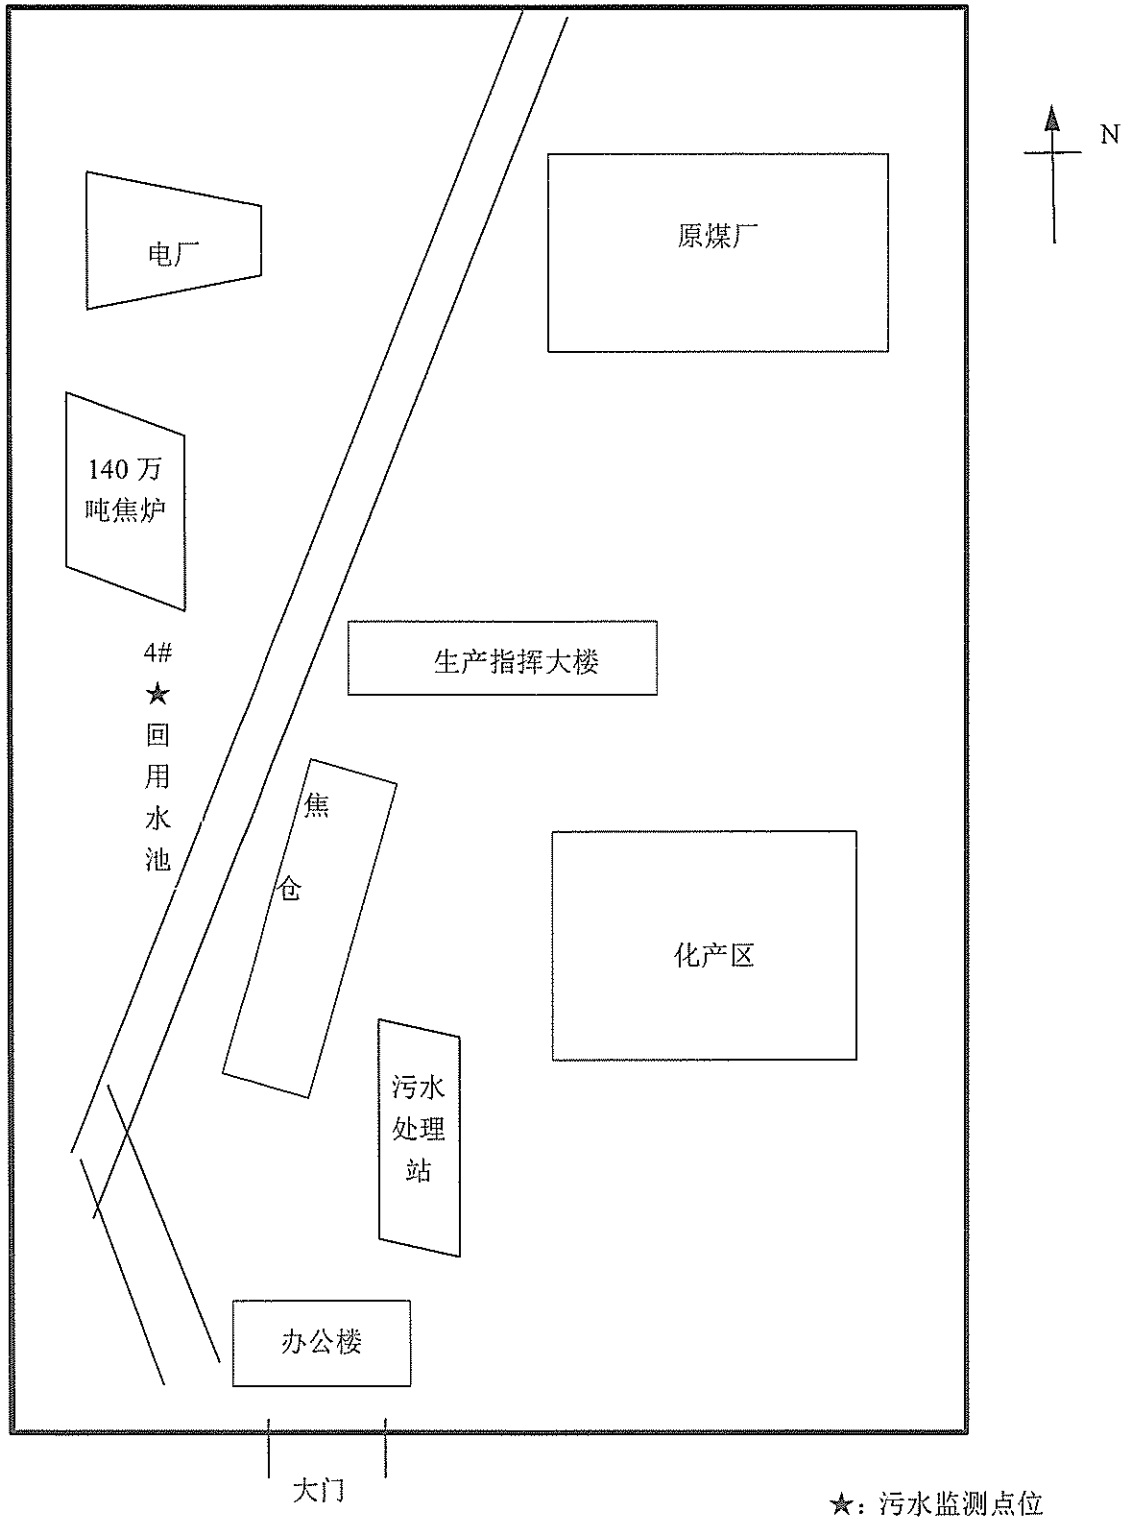 N
原煤厂
电厂
140 万
吨焦炉
4#
★
回
用
水
池
生产指挥大楼
焦
仓
化产区
污水
处理
站
办公楼
大门
★：污水监测点位